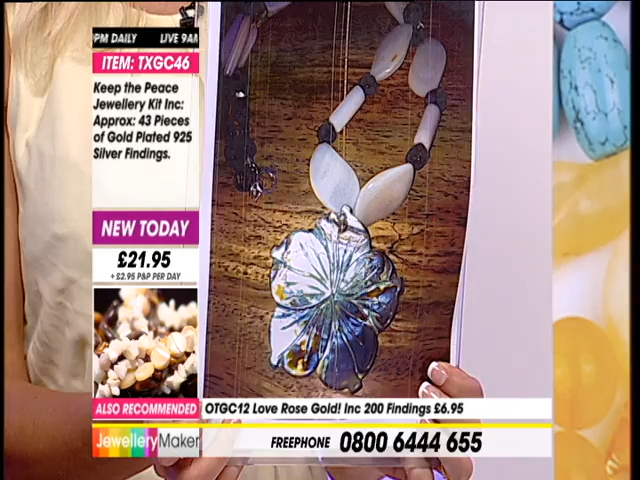 PM DAILY LIVE 9AM
ITEM: TXGC46
Keep the Peace
Jewellery Kit Inc:
Approx: 43 Pieces
of Gold Plated 925
Silver Findings.
NEW TODAY
£21.95
+ £2.95 P&P PER DAY
ALSO RECOMMENDED OTGC12 Love Rose Gold! Inc 200 Findings £6.95
JewelleryMaker FREEPHONE 0800 6444 655